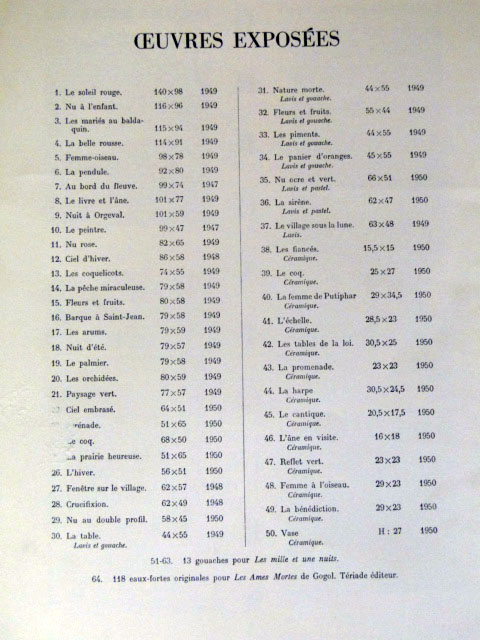 ŒUVRES EXPOSÉES
1. Le soleil rouge. 140×98 1949
2. Nu à l'enfant. 116×96 1949
3. Les mariés au balda-
quin. 115×94 1949
4. La belle rousse. 114×91 1949
5. Femme-oiseau. 98×78 1949
6. La pendule. 92×80 1949
7. Au bord du fleuve. 99×74 1947
8. Le livre et l'âne. 101×77 1949
9. Nuit à Orgeval. 101×59 1949
10. Le peintre. 99×47 1947
11. Nu rose. 82×65 1949
12. Ciel d'hiver. 86×58 1948
13. Les coquelicots. 74×55 1949
14. La pêche miraculeuse. 79×58 1949
15. Fleurs et fruits. 80×58 1949
16. Barque à Saint-Jean. 79×58 1949
17. Les arums. 79×59 1949
18. Nuit d'été. 79×57 1949
19. Le palmier. 79×58 1949
20. Les orchidées. 80×59 1949
21. Paysage vert. 77×57 1949
Ciel embrasé. 64×51 1950
rénade. 51×65 1950
e coq. 68×50 1950
a prairie heureuse. 51×65 1950
26. L'hiver. 56×51 1950
27. Fenêtre sur le village. 62×57 1948
28. Crucifixion. 62×49 1948
29. Nu au double profil. 58×45 1950
30. La table. 44×55 1949
Lavis et gouache.
31. Nature morte. 44×55 1949
Lavis et gouache.
32. Fleurs et fruits. 55×44 1949
Lavis et gouache.
33. Les piments. 44×55 1949
Lavis et gouache.
34. Le panier d'oranges. 45×55 1949
Lavis et gouache.
35. Nu ocre et vert. 66×51 1950
Lavis et pastel.
36. La sirène. 62×47 1950
Lavis et pastel.
37. Le village sous la lune. 63×48 1949
Lavis.
38. Les fiancés. 15,5×15 1950
Céramique.
39. Le coq. 25×27 1950
Céramique.
40. La femme de Putiphar 29×34,5 1950
Céramique.
41. L'échelle. 28,5×23 1950
Céramique.
42. Les tables de la loi. 30,5×25 1950
Céramique.
43. La promenade. 23×23 1950
Céramique.
44. La harpe 30,5×24,5 1950
Céramique.
45. Le cantique. 20,5×17,5 1950
Céramique.
46. L'âne en visite. 16×18 1950
Céramique.
47. Reflet vert. 23×23 1950
Céramique.
48. Femme à l'oiseau. 29×23 1950
Céramique.
49. La bénédiction. 29×23 1950
Céramique.
50. Vase H : 27 1950
Céramique.
51-63. 13 gouaches pour Les mille et une nuits.
64. 118 eaux-fortes originales pour Les Ames Mortes de Gogol. Tériade éditeur.